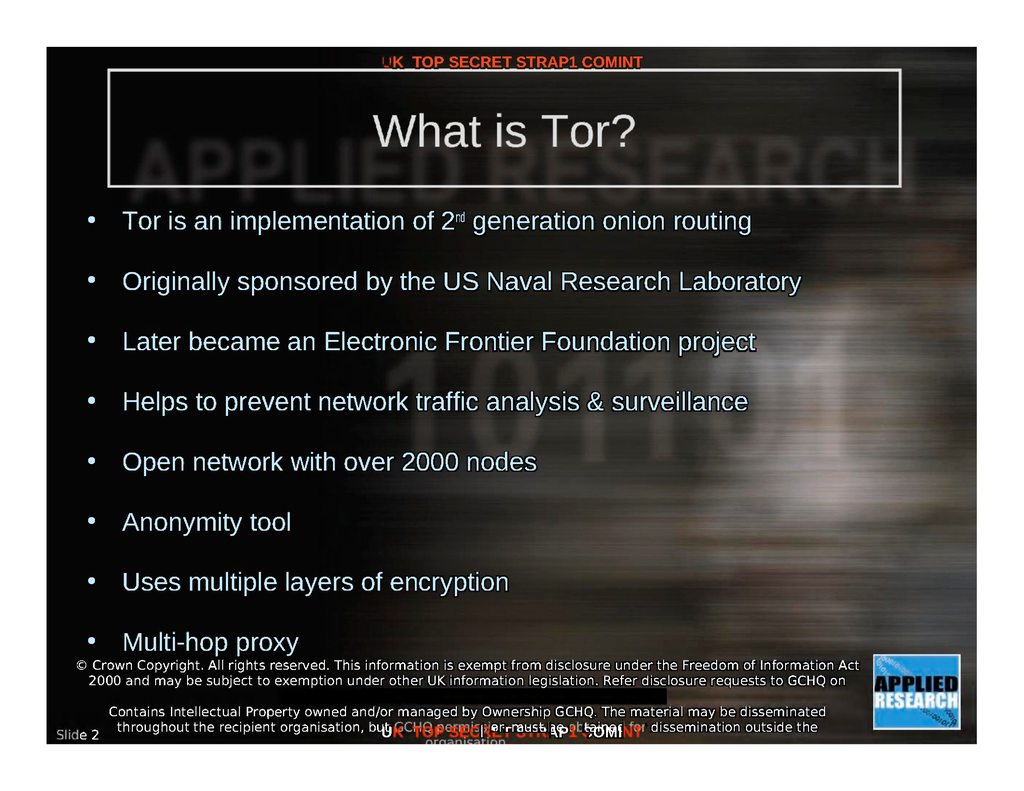 UK TOP SECRET STRAP1 COMINT
What is Tor?
APPLIED RESEARCH
• Tor is an implementation of 2nd generation onion routing
• Originally sponsored by the US Naval Research Laboratory
• Later became an Electronic Frontier Foundation project
• Helps to prevent network traffic analysis & surveillance
101101
• Open network with over 2000 nodes
• Anonymity tool
• Uses multiple layers of encryption
• Multi-hop proxy
© Crown Copyright. All rights reserved. This information is exempt from disclosure under the Freedom of Information Act
2000 and may be subject to exemption under other UK information legislation. Refer disclosure requests to GCHQ on
Contains Intellectual Property owned and/or managed by Ownership GCHQ. The material may be disseminated
throughout the recipient organisation, but GCHQ permission must be obtained for dissemination outside the
organisation
UK TOP SECRET STRAP1 COMINT
Slide 2
APPLIED
RESEARCH